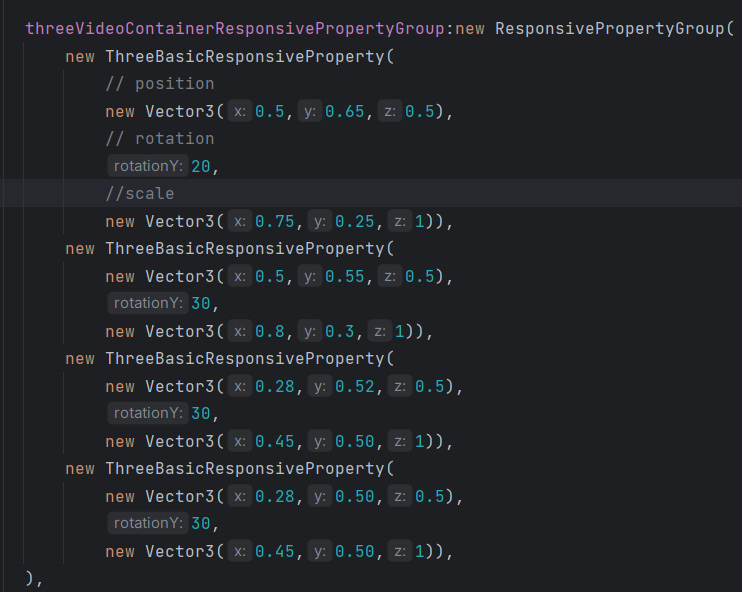 threeVideoContainerResponsivePropertyGroup:new ResponsivePropertyGroup(
new ThreeBasicResponsiveProperty(
// position
new Vector3( x: 0.5, y: 0.65, z: 0.5),
// rotation
rotationY: 20,
//scale
new Vector3( x: 0.75, y: 0.25, z: 1)),
new ThreeBasicResponsiveProperty(
new Vector3( x: 0.5, y: 0.55, z: 0.5),
rotationY: 30,
new Vector3( x: 0.8, y: 0.3, z: 1)),
new ThreeBasicResponsiveProperty(
new Vector3( x: 0.28, y: 0.52, z: 0.5),
rotationY: 30,
new Vector3( x: 0.45, y: 0.50, z: 1)),
new ThreeBasicResponsiveProperty(
new Vector3( x: 0.28, y: 0.50, z: 0.5),
rotationY: 30,
new Vector3( x: 0.45, y: 0.50, z: 1)),
),